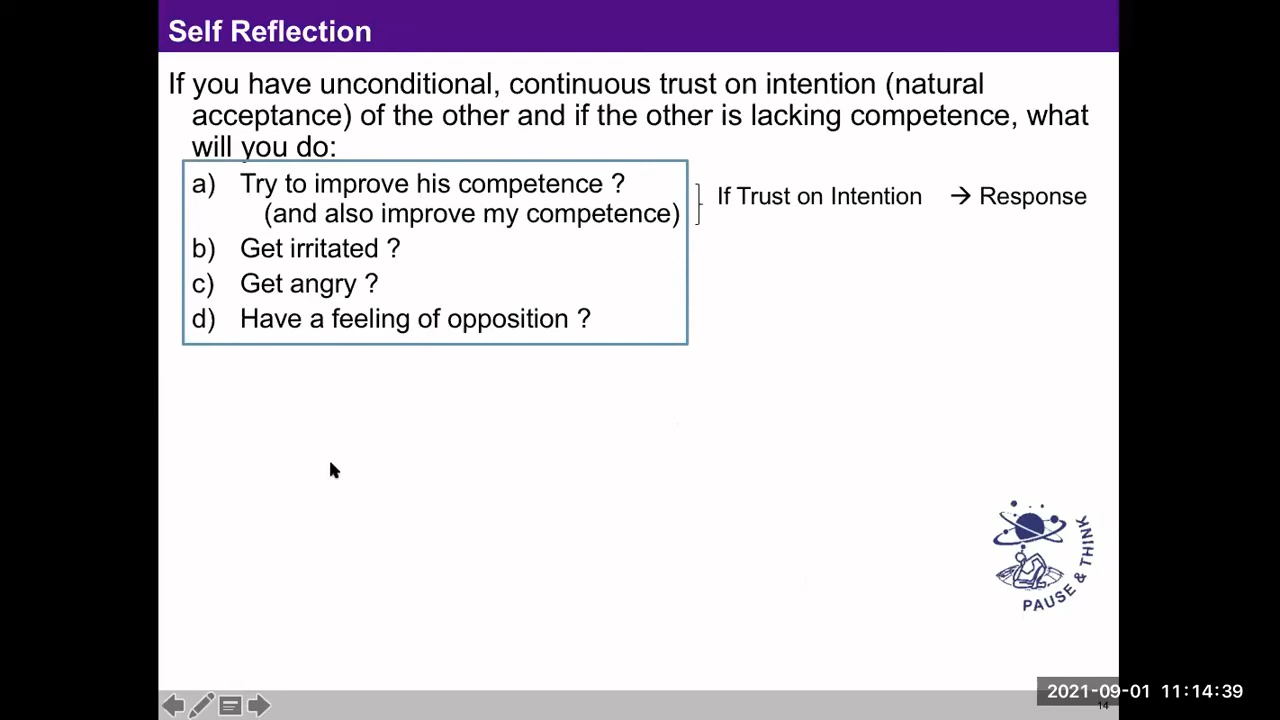 Self Reflection
If you have unconditional, continuous trust on intention (natural
acceptance) of the other and if the other is lacking competence, what
will you do:
a) Try to improve his competence ?
(and also improve my competence)
If Trust on Intention → Response
b) Get irritated ?
c) Get angry ?
d) Have a feeling of opposition ?
PAUSE & THINK
2021-09-01 11:14:39
14